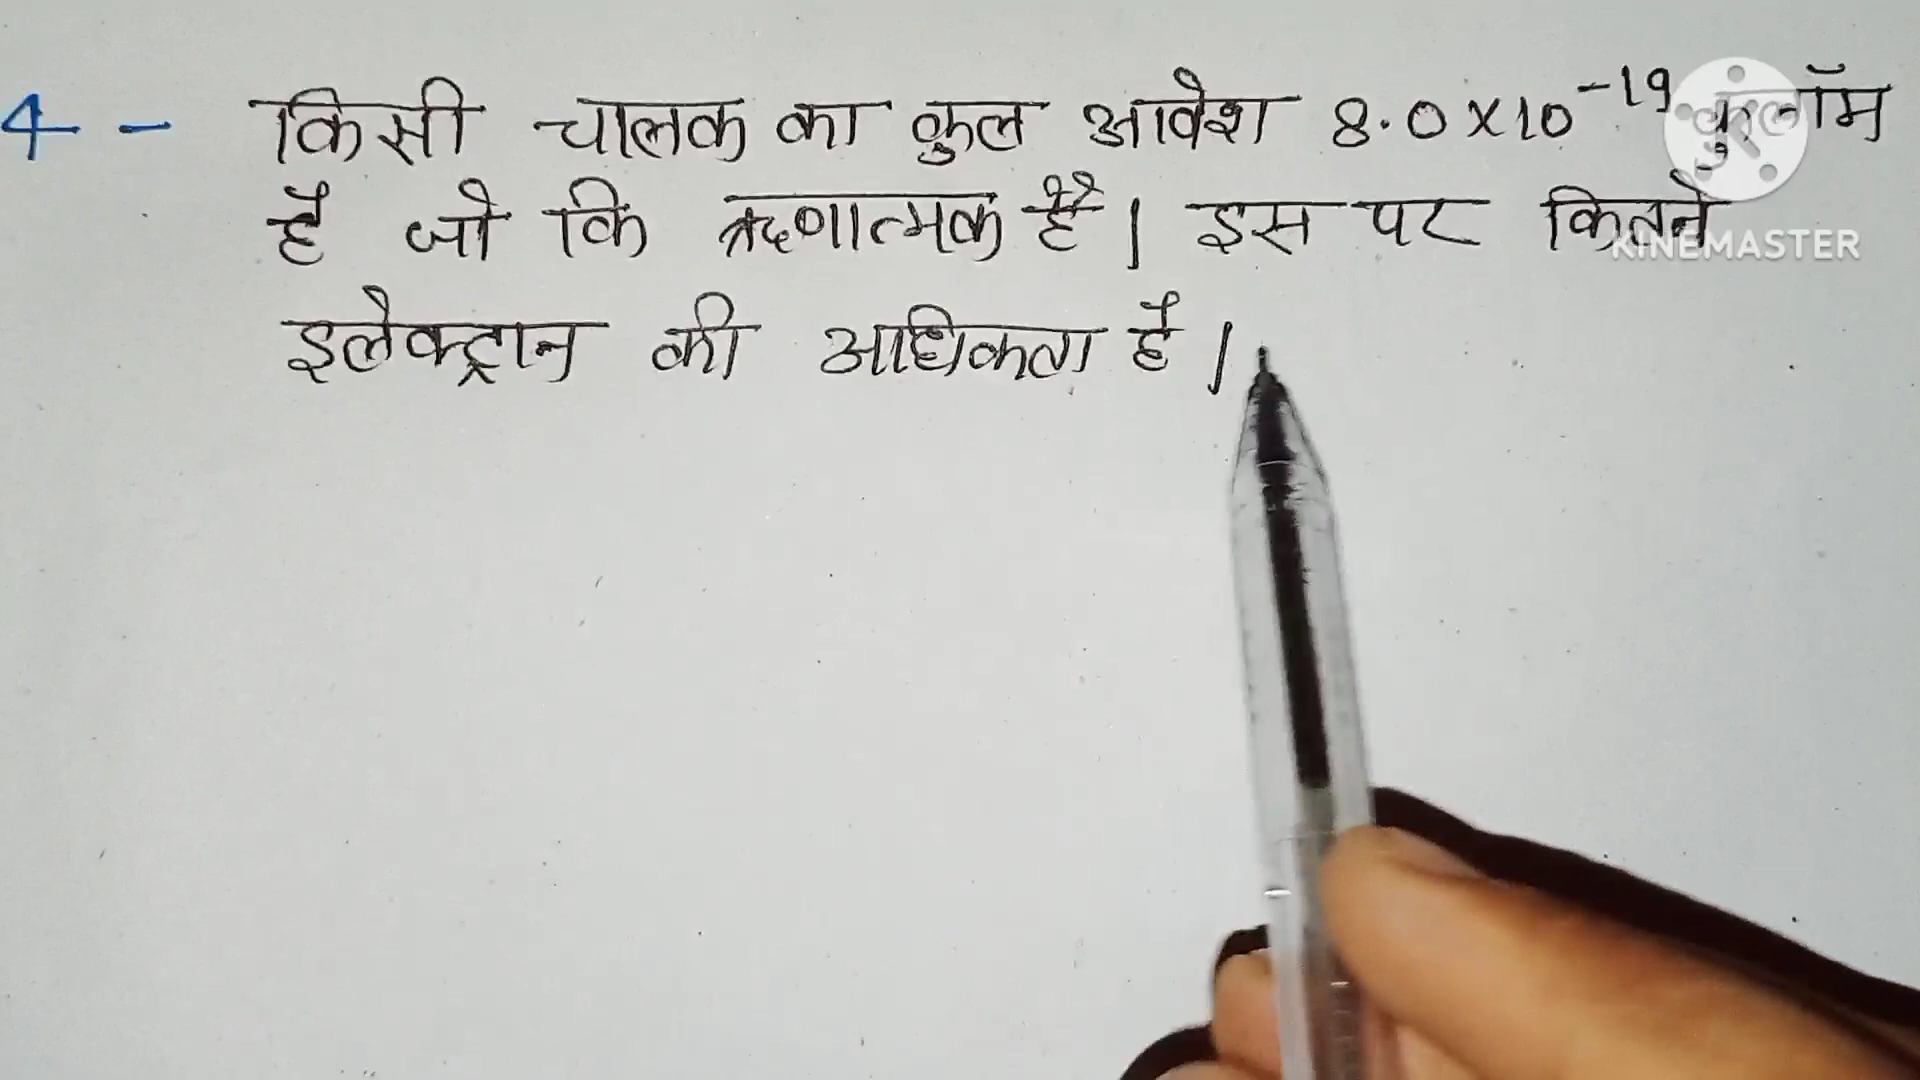 4 - किसी चालक का कुल आवेश 8.0 x 10⁻¹⁹ कुलॉम
है जो कि ऋणात्मक है। इस पर कितने
KINEMASTER
इलेक्ट्रान की अधिकता है।